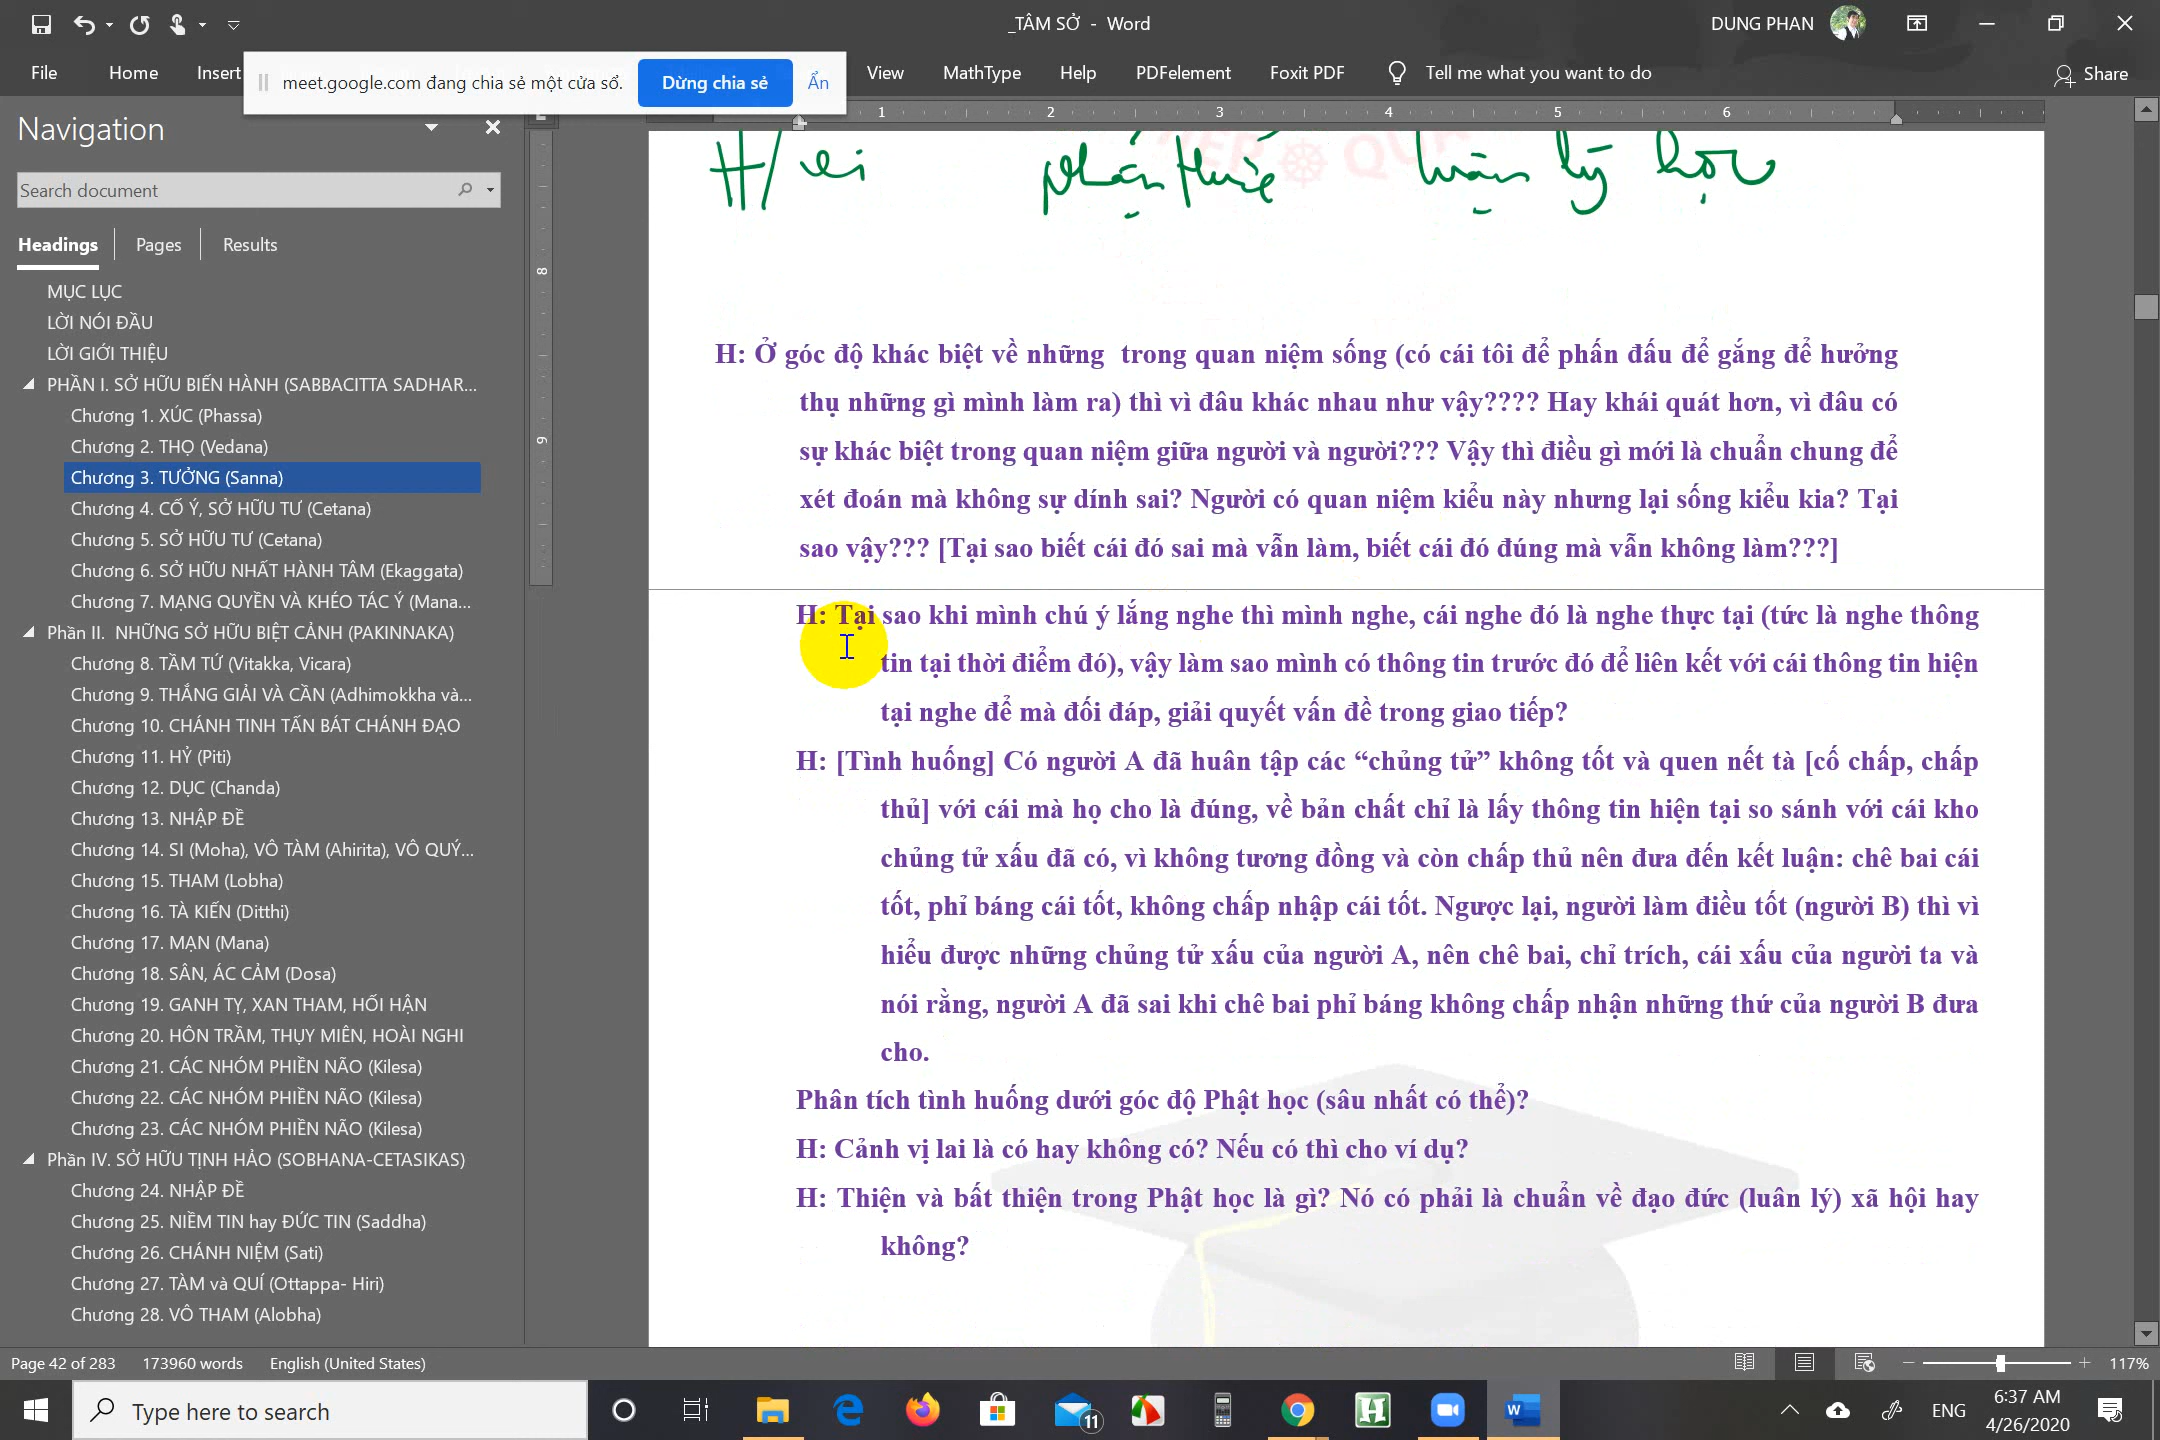 _TÂM SỞ - Word
DUNG PHAN
File
Home
Insert
meet.google.com đang chia sẻ một cửa sổ.
Dừng chia sẻ
Ẩn
View
MathType
Help
PDFelement
Foxit PDF
Tell me what you want to do
Share
Navigation
Search document
Headings
Pages
Results
MỤC LỤC
LỜI NÓI ĐẦU
LỜI GIỚI THIỆU
PHẦN I. SỞ HỮU BIẾN HÀNH (SABBACITTA SADHAR...
Chương 1. XÚC (Phassa)
Chương 2. THỌ (Vedana)
Chương 3. TƯỞNG (Sanna)
Chương 4. CỐ Ý, SỞ HỮU TƯ (Cetana)
Chương 5. SỞ HỮU TƯ (Cetana)
Chương 6. SỞ HỮU NHẤT HÀNH TÂM (Ekaggata)
Chương 7. MẠNG QUYỀN VÀ KHÉO TÁC Ý (Mana...
Phần II.  NHỮNG SỞ HỮU BIỆT CẢNH (PAKINNAKA)
Chương 8. TẦM TỨ (Vitakka, Vicara)
Chương 9. THẮNG GIẢI VÀ CẦN (Adhimokkha và...
Chương 10. CHÁNH TINH TẤN BÁT CHÁNH ĐẠO
Chương 11. HỶ (Piti)
Chương 12. DỤC (Chanda)
Chương 13. NHẬP ĐỀ
Chương 14. SI (Moha), VÔ TÀM (Ahirita), VÔ QUÝ...
Chương 15. THAM (Lobha)
Chương 16. TÀ KIẾN (Ditthi)
Chương 17. MẠN (Mana)
Chương 18. SÂN, ÁC CẢM (Dosa)
Chương 19. GANH TỴ, XAN THAM, HỐI HẬN
Chương 20. HÔN TRẦM, THỤY MIÊN, HOÀI NGHI
Chương 21. CÁC NHÓM PHIỀN NÃO (Kilesa)
Chương 22. CÁC NHÓM PHIỀN NÃO (Kilesa)
Chương 23. CÁC NHÓM PHIỀN NÃO (Kilesa)
Phần IV. SỞ HỮU TỊNH HẢO (SOBHANA-CETASIKAS)
Chương 24. NHẬP ĐỀ
Chương 25. NIỀM TIN hay ĐỨC TIN (Saddha)
Chương 26. CHÁNH NIỆM (Sati)
Chương 27. TÀM và QUÍ (Ottappa- Hiri)
Chương 28. VÔ THAM (Alobha)
1 2 3 4 5 6
8
9
luận lý học
H: Ở góc độ khác biệt về những  trong quan niệm sống (có cái tôi để phấn đấu để gắng để hưởng
thụ những gì mình làm ra) thì vì đâu khác nhau như vậy???? Hay khái quát hơn, vì đâu có
sự khác biệt trong quan niệm giữa người và người??? Vậy thì điều gì mới là chuẩn chung để
xét đoán mà không sự dính sai? Người có quan niệm kiểu này nhưng lại sống kiểu kia? Tại
sao vậy??? [Tại sao biết cái đó sai mà vẫn làm, biết cái đó đúng mà vẫn không làm???]
H: Tại sao khi mình chú ý lắng nghe thì mình nghe, cái nghe đó là nghe thực tại (tức là nghe thông
tin tại thời điểm đó), vậy làm sao mình có thông tin trước đó để liên kết với cái thông tin hiện
tại nghe để mà đối đáp, giải quyết vấn đề trong giao tiếp?
H: [Tình huống] Có người A đã huân tập các “chủng tử” không tốt và quen nết tà [cố chấp, chấp
thủ] với cái mà họ cho là đúng, về bản chất chỉ là lấy thông tin hiện tại so sánh với cái kho
chủng tử xấu đã có, vì không tương đồng và còn chấp thủ nên đưa đến kết luận: chê bai cái
tốt, phỉ báng cái tốt, không chấp nhập cái tốt. Ngược lại, người làm điều tốt (người B) thì vì
hiểu được những chủng tử xấu của người A, nên chê bai, chỉ trích, cái xấu của người ta và
nói rằng, người A đã sai khi chê bai phỉ báng không chấp nhận những thứ của người B đưa
cho.
Phân tích tình huống dưới góc độ Phật học (sâu nhất có thể)?
H: Cảnh vị lai là có hay không có? Nếu có thì cho ví dụ?
H: Thiện và bất thiện trong Phật học là gì? Nó có phải là chuẩn về đạo đức (luân lý) xã hội hay
không?
Page 42 of 283
173960 words
English (United States)
117%
Type here to search
11
ENG
6:37 AM
4/26/2020